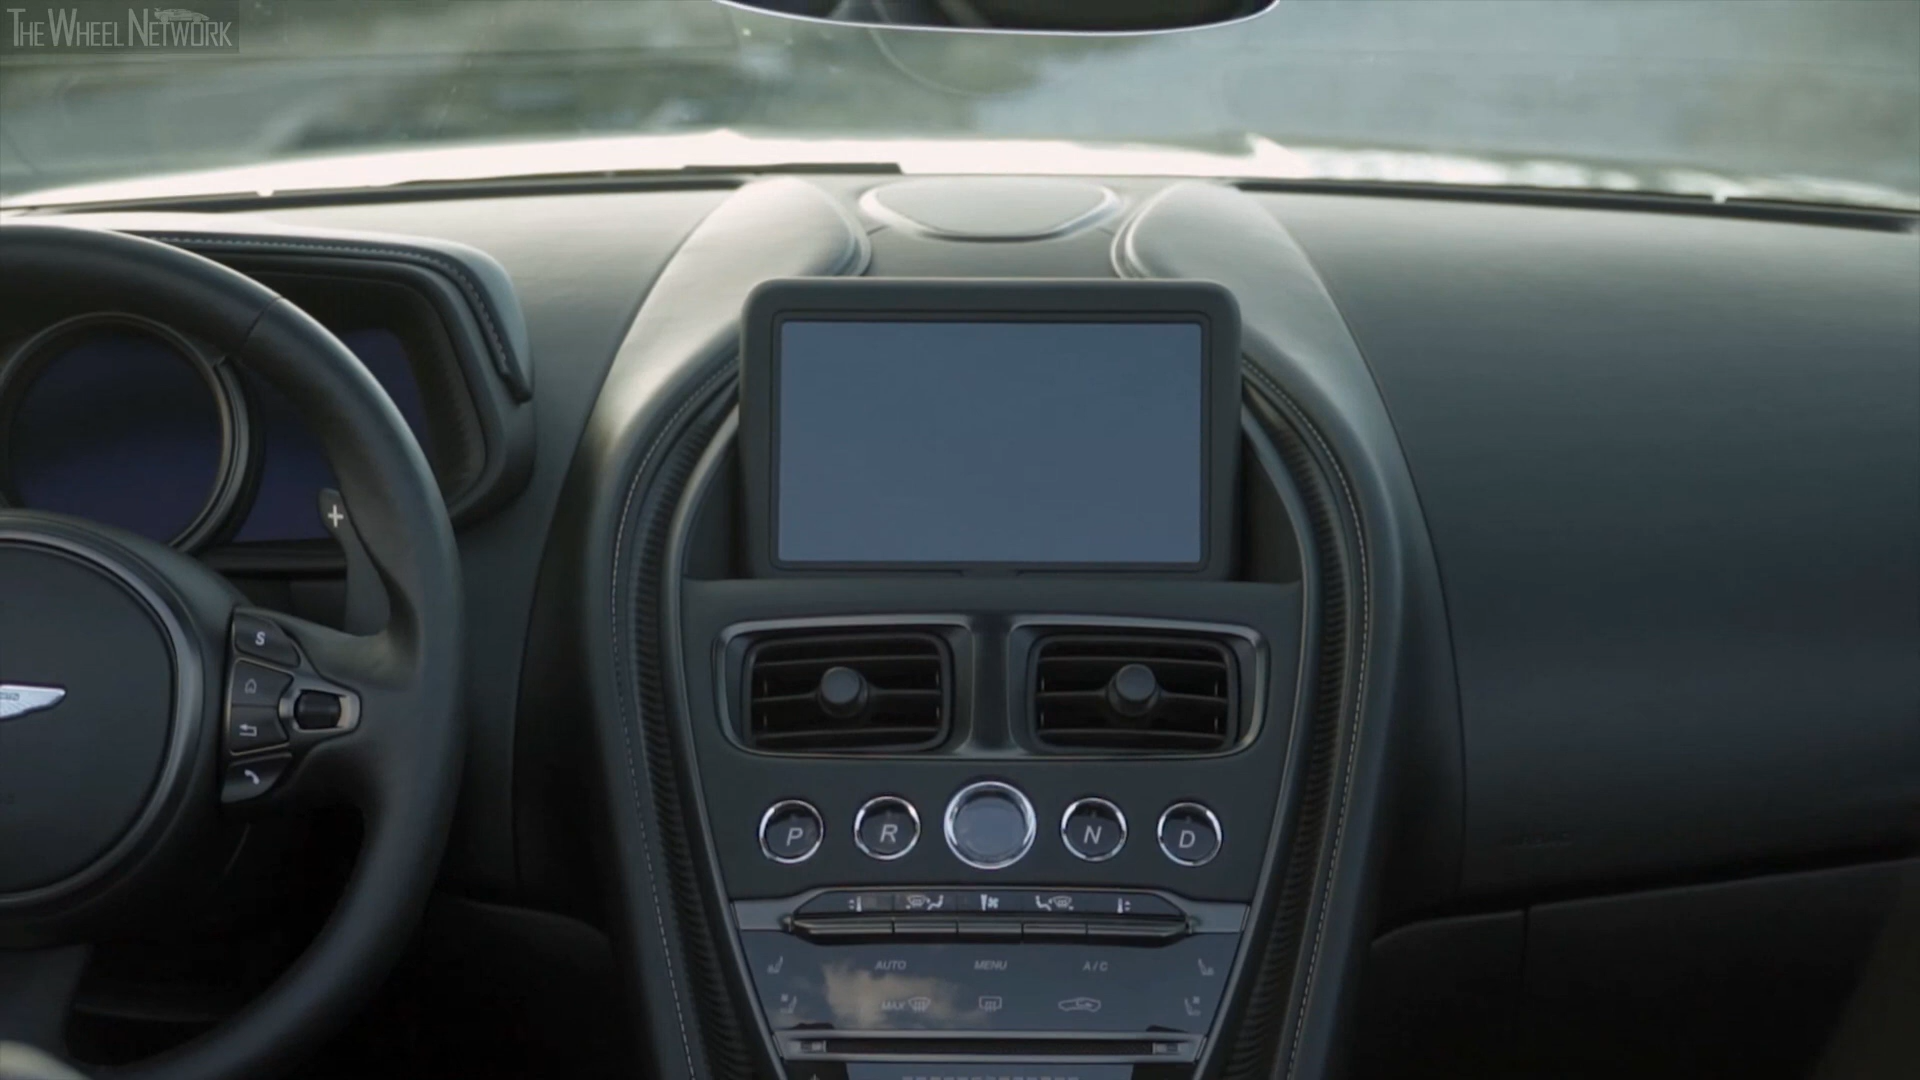 THE WHEEL NETWORK
+
S
P R N D
AUTO MENU A/C
MAX